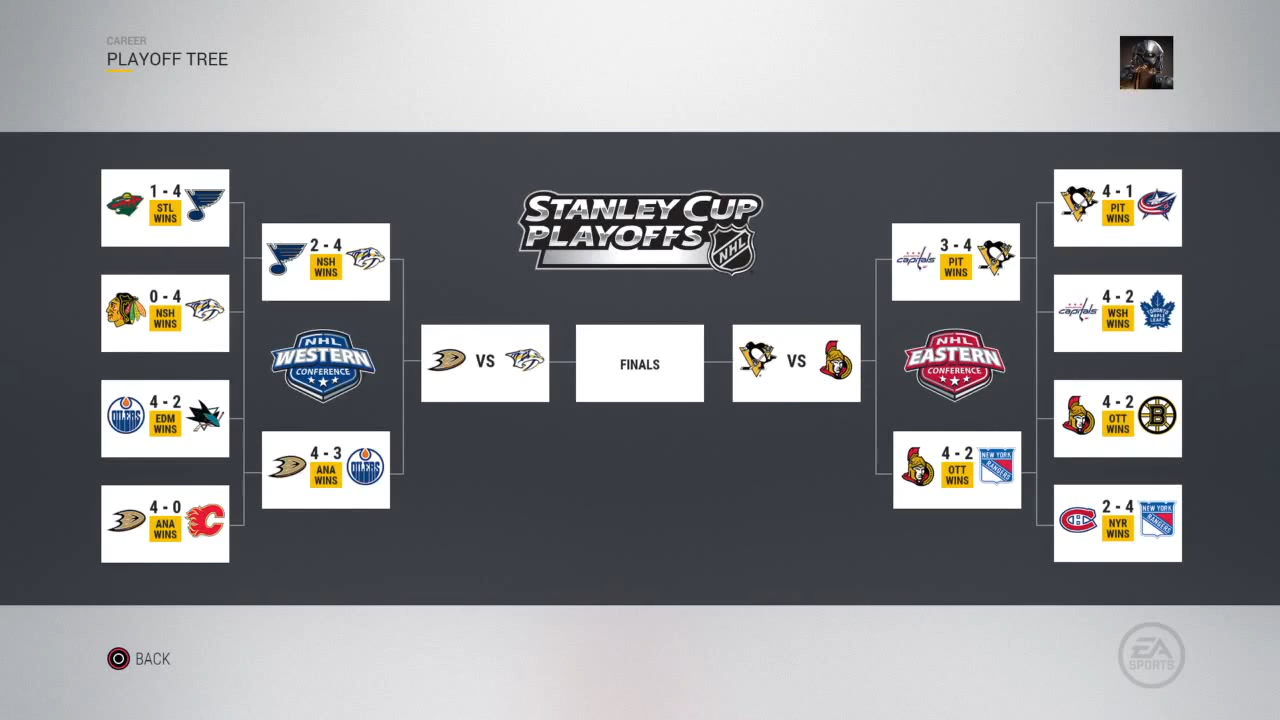 CAREER
PLAYOFF TREE
STANLEY CUP
PLAYOFFS
NHL
1 - 4
STL
WINS
0 - 4
NSH
WINS
OILERS
4 - 2
EDM
WINS
4 - 0
ANA
WINS
2 - 4
NSH
WINS
NHL
WESTERN
CONFERENCE
4 - 3
ANA
WINS
OILERS
VS
FINALS
VS
capitals
3 - 4
PIT
WINS
NHL
EASTERN
CONFERENCE
4 - 2
OTT
WINS
NEW YORK
RANGERS
4 - 1
PIT
WINS
capitals
4 - 2
WSH
WINS
TORONTO
MAPLE
LEAFS
4 - 2
OTT
WINS
B
2 - 4
NYR
WINS
NEW YORK
RANGERS
BACK
EA
SPORTS